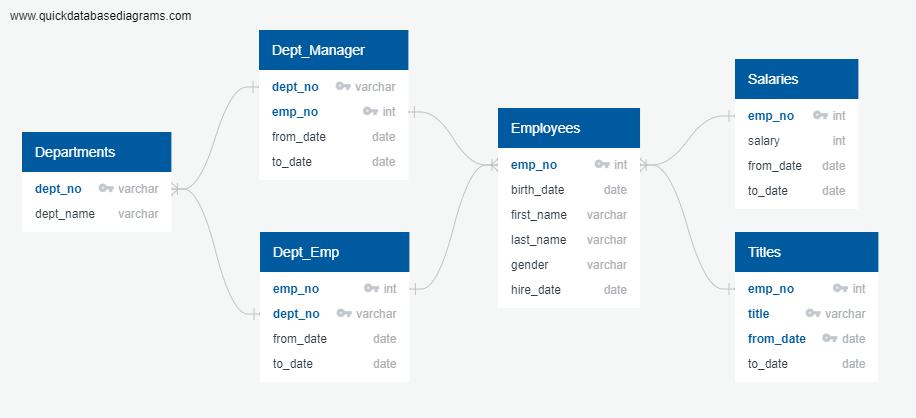 www.quickdatabasediagrams.com
Departments
dept_no varchar
dept_name varchar
Dept_Manager
dept_no varchar
emp_no int
from_date date
to_date date
Dept_Emp
emp_no int
dept_no varchar
from_date date
to_date date
Employees
emp_no int
birth_date date
first_name varchar
last_name varchar
gender varchar
hire_date date
Salaries
emp_no int
salary int
from_date date
to_date date
Titles
emp_no int
title varchar
from_date date
to_date date